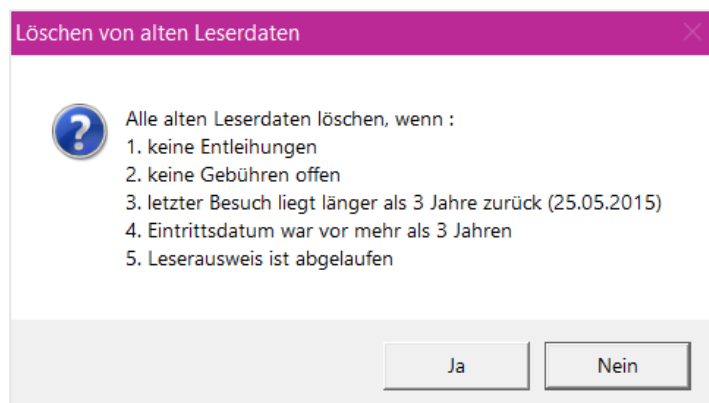 Löschen von alten Leserdaten
Alle alten Leserdaten löschen, wenn :
1. keine Entleihungen
2. keine Gebühren offen
3. letzter Besuch liegt länger als 3 Jahre zurück (25.05.2015)
4. Eintrittsdatum war vor mehr als 3 Jahren
5. Leserausweis ist abgelaufen
Ja
Nein